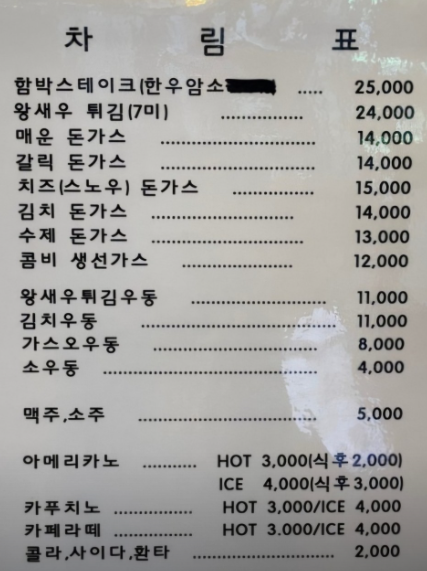 차 림 표
함박스테이크(한우암소 ..... 25,000
왕새우 튀김(7미) ................ 24,000
매운 돈가스 ........................ 14,000
갈릭 돈가스 ........................ 14,000
치즈(스노우) 돈가스 ................ 15,000
김치 돈가스 ........................ 14,000
수제 돈가스 ........................ 13,000
콤비 생선가스 ...................... 12,000
왕새우튀김우동 ...................... 11,000
김치우동 ............................ 11,000
가스오우동 .......................... 8,000
소우동 .............................. 4,000
맥주,소주 ........................... 5,000
아메리카노 ........... HOT 3,000(식후2,000)
ICE 4,000(식후3,000)
카푸치노 ............... HOT 3,000/ICE 4,000
카페라떼 ............... HOT 3.000/ICE 4,000
콜라,사이다,환타 ...................... 2,000